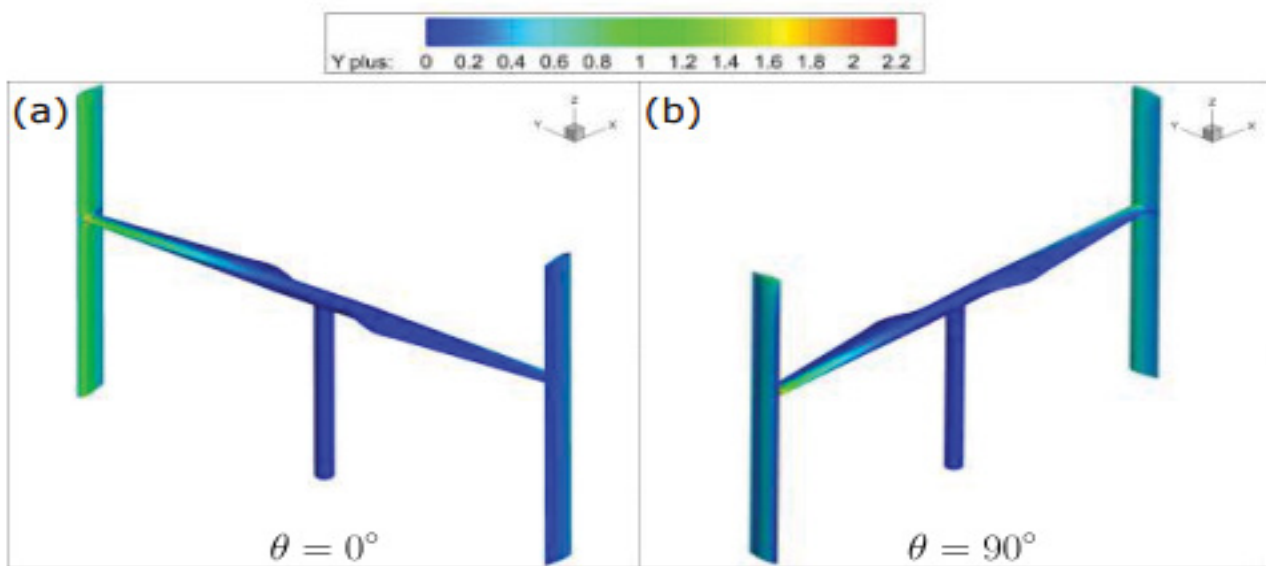 Y plus: 0 0.2 0.4 0.6 0.8 1 1.2 1.4 1.6 1.8 2 2.2
(a)
Z
Y
X
θ = 0°
(b)
Z
Y
X
θ = 90°